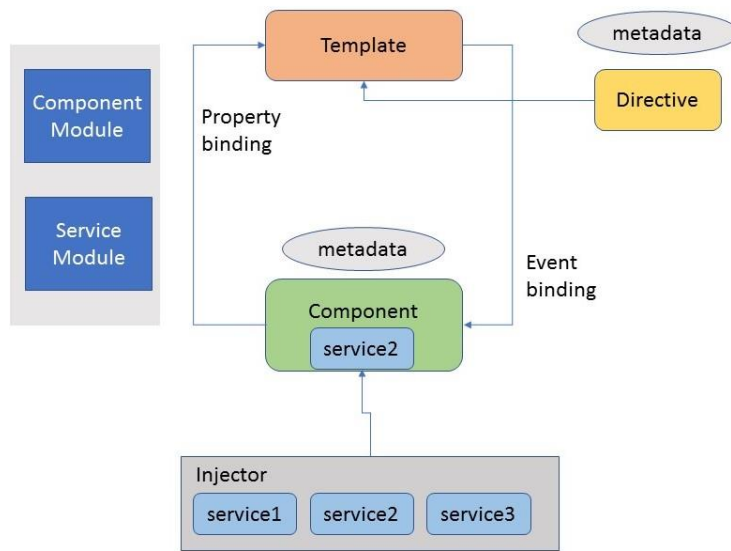 metadata
Template
Directive
Component
Module
Property
binding
Service
Module
metadata
Event
binding
Component
service2
Injector
service1 service2 service3